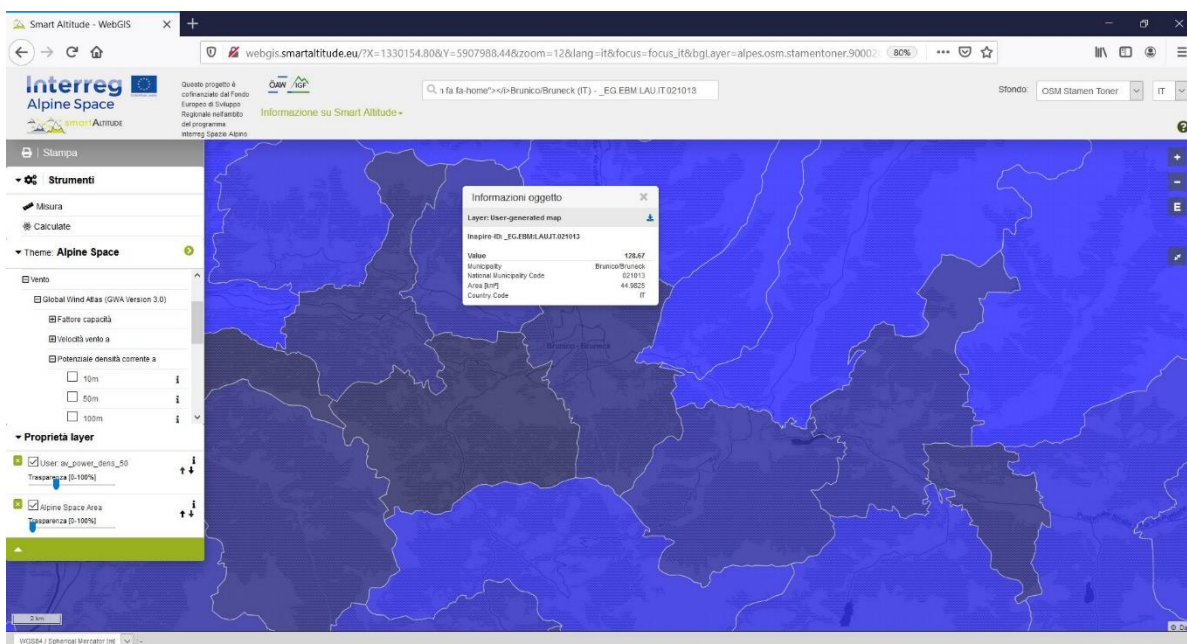 Smart Altitude - WebGIS
webgis.smartaltitude.eu/?X=1330154.80&Y=5907988.44&zoom=12&lang=it&focus=focus_it&bgLayer=alpes.osm.stamentoner.90002
80%
Interreg
Alpine Space
smartALTITUDE
Questo progetto è
cofinanziato dal Fondo
Europeo di Sviluppo
Regionale nell'ambito
del programma
Interreg Spazio Alpino
ÖAW IGF
Informazione su Smart Altitude
fa fa-home"></i>Brunico/Bruneck (IT) - _EG.EBM:LAU.IT.021013
Sfondo: OSM Stamen Toner IT
Stampa
Strumenti
Misura
Calculate
Theme: Alpine Space
Vento
Global Wind Atlas (GWA Version 3.0)
Fattore capacità
Velocità vento a
Potenziale densità corrente a
10m
50m
100m
Proprietà layer
User: av_power_dens_50
Trasparenza [0-100%]
Alpine Space Area
Trasparenza [0-100%]
Informazioni oggetto
Layer: User-generated map
Inspire-ID: _EG.EBM:LAU.IT.021013
Value 128.67
Municipality Brunico/Bruneck
National Municipality Code 021013
Area [km²] 44.9825
Country Code IT
Brunico - Bruneck
E
2 km
WGS84 / Spherical Mercator